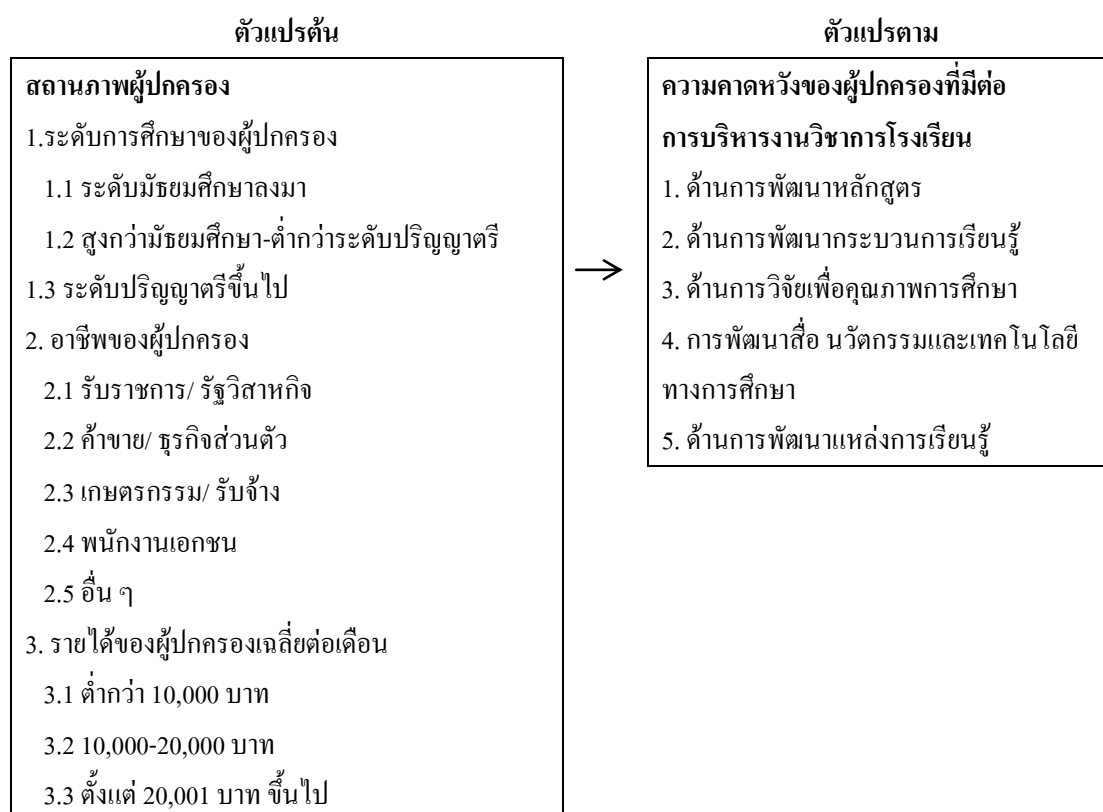 ตัวแปรต้น
สถานภาพผู้ปกครอง
1.ระดับการศึกษาของผู้ปกครอง
1.1 ระดับมัธยมศึกษาลงมา
1.2 สูงกว่ามัธยมศึกษา-ต่ำกว่าระดับปริญญาตรี
1.3 ระดับปริญญาตรีขึ้นไป
2. อาชีพของผู้ปกครอง
2.1 รับราชการ/ รัฐวิสาหกิจ
2.2 ค้าขาย/ ธุรกิจส่วนตัว
2.3 เกษตรกรรม/ รับจ้าง
2.4 พนักงานเอกชน
2.5 อื่น ๆ
3. รายได้ของผู้ปกครองเฉลี่ยต่อเดือน
3.1 ต่ำกว่า 10,000 บาท
3.2 10,000-20,000 บาท
3.3 ตั้งแต่ 20,001 บาท ขึ้นไป
ตัวแปรตาม
ความคาดหวังของผู้ปกครองที่มีต่อ
การบริหารงานวิชาการโรงเรียน
1. ด้านการพัฒนาหลักสูตร
2. ด้านการพัฒนากระบวนการเรียนรู้
3. ด้านการวิจัยเพื่อคุณภาพการศึกษา
4. การพัฒนาสื่อ นวัตกรรมและเทคโนโลยี
ทางการศึกษา
5. ด้านการพัฒนาแหล่งการเรียนรู้